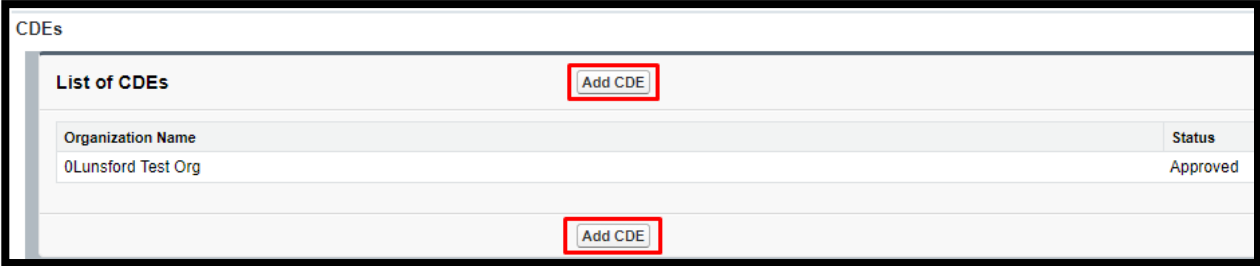 CDEs
List of CDEs Add CDE
Organization Name Status
0Lunsford Test Org Approved
Add CDE